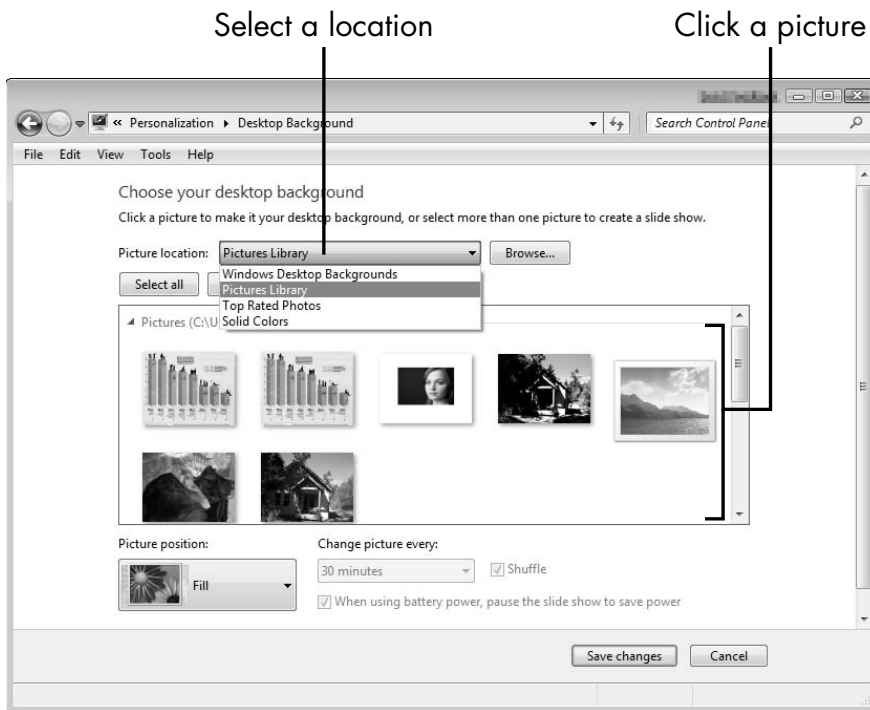 Select a location Click a picture
« Personalization ▸ Desktop Background Search Control Panel
File Edit View Tools Help
Choose your desktop background
Click a picture to make it your desktop background, or select more than one picture to create a slide show.
Picture location: Pictures Library Browse...
Windows Desktop Backgrounds
Select all
Pictures Library
Top Rated Photos
Solid Colors
Pictures (C:\U
Picture position: Change picture every:
Fill
30 minutes Shuffle
When using battery power, pause the slide show to save power
Save changes Cancel